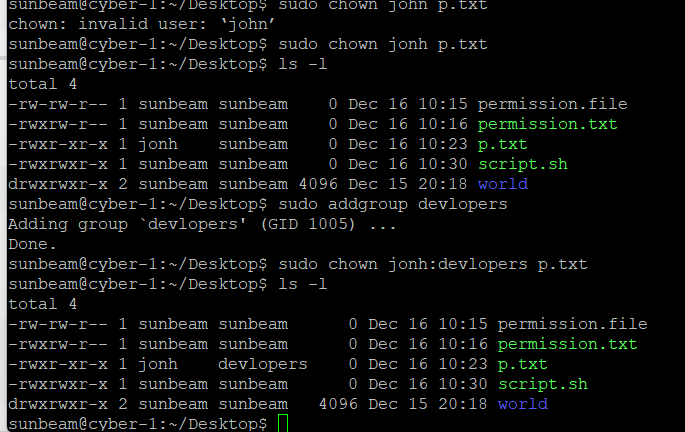 sunbeam@cyber-1:~/Desktop$ sudo chown john p.txt
chown: invalid user: ‘john’
sunbeam@cyber-1:~/Desktop$ sudo chown jonh p.txt
sunbeam@cyber-1:~/Desktop$ ls -l
total 4
-rw-rw-r-- 1 sunbeam sunbeam    0 Dec 16 10:15 permission.file
-rwxrw-r-- 1 sunbeam sunbeam    0 Dec 16 10:16 permission.txt
-rwxr-xr-x 1 jonh    sunbeam    0 Dec 16 10:23 p.txt
-rwxrwxr-x 1 sunbeam sunbeam    0 Dec 16 10:30 script.sh
drwxrwxr-x 2 sunbeam sunbeam 4096 Dec 15 20:18 world
sunbeam@cyber-1:~/Desktop$ sudo addgroup devlopers
Adding group `devlopers' (GID 1005) ...
Done.
sunbeam@cyber-1:~/Desktop$ sudo chown jonh:devlopers p.txt
sunbeam@cyber-1:~/Desktop$ ls -l
total 4
-rw-rw-r-- 1 sunbeam sunbeam      0 Dec 16 10:15 permission.file
-rwxrw-r-- 1 sunbeam sunbeam      0 Dec 16 10:16 permission.txt
-rwxr-xr-x 1 jonh    devlopers    0 Dec 16 10:23 p.txt
-rwxrwxr-x 1 sunbeam sunbeam      0 Dec 16 10:30 script.sh
drwxrwxr-x 2 sunbeam sunbeam   4096 Dec 15 20:18 world
sunbeam@cyber-1:~/Desktop$